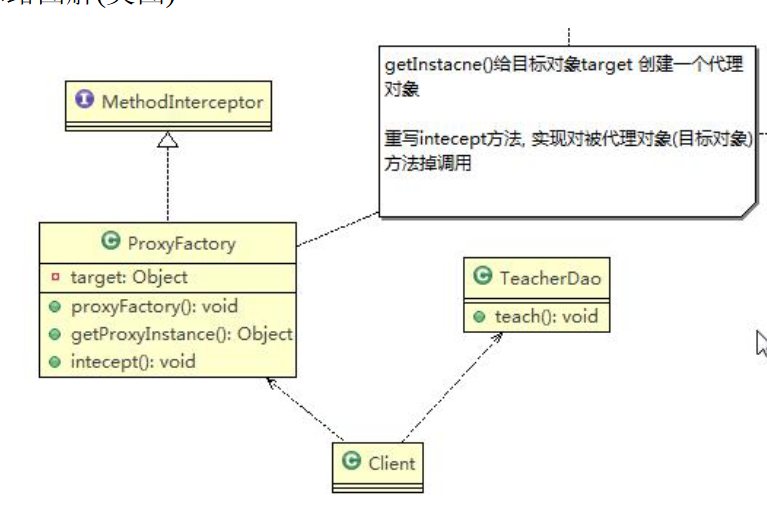 MethodInterceptor
getInstacne()给目标对象target 创建一个代理
对象
重写intecept方法, 实现对被代理对象(目标对象)
方法掉调用
ProxyFactory
target: Object
proxyFactory(): void
getProxyInstance(): Object
intecept(): void
TeacherDao
teach(): void
Client